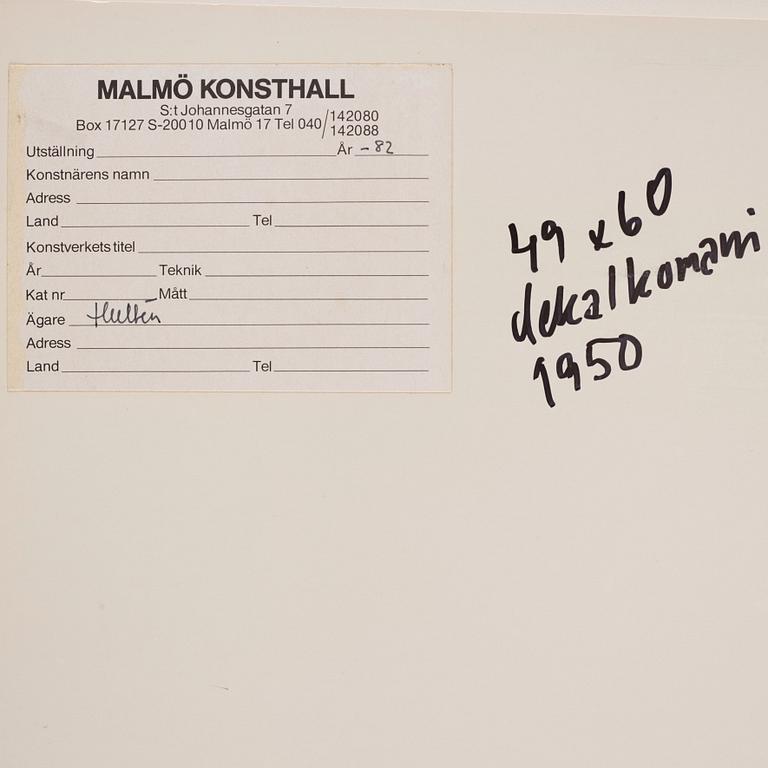 MALMÖ KONSTHALL
S:t Johannesgatan 7
Box 17127 S-20010 Malmö 17 Tel 040/142080
142088
Utställning År -82
Konstnärens namn
Adress
Land Tel
Konstverkets titel
År Teknik
Kat nr Mått
Ägare Hultén
Adress
Land Tel
49 x 60
dekalkomani
1950